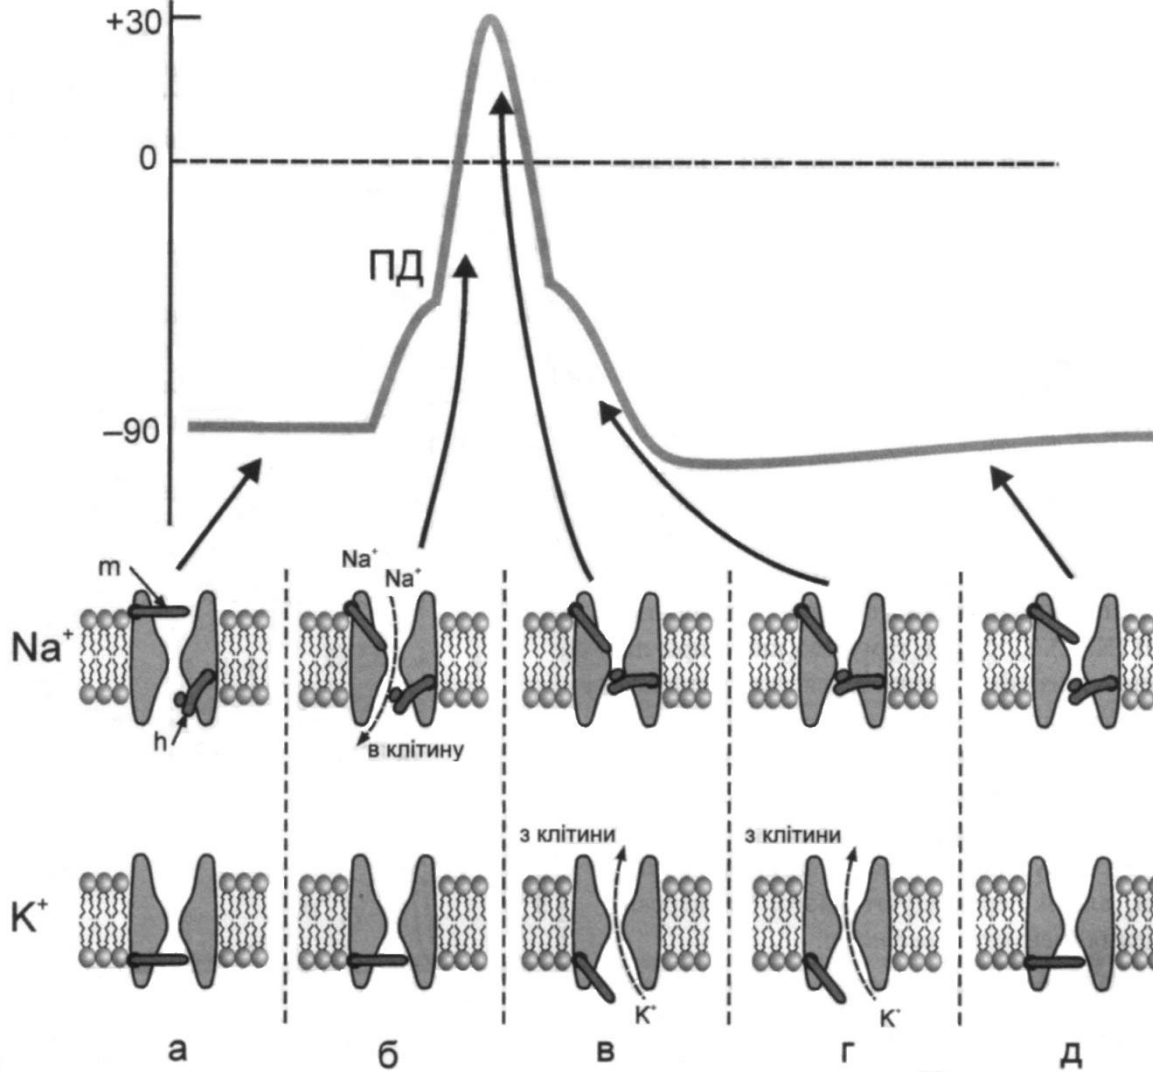 +30
0
ПД
–90
m
Na⁺
Na⁺
Na⁺
h
в клітину
з клітини
з клітини
K⁺
K⁺
K⁺
а
б
в
г
д